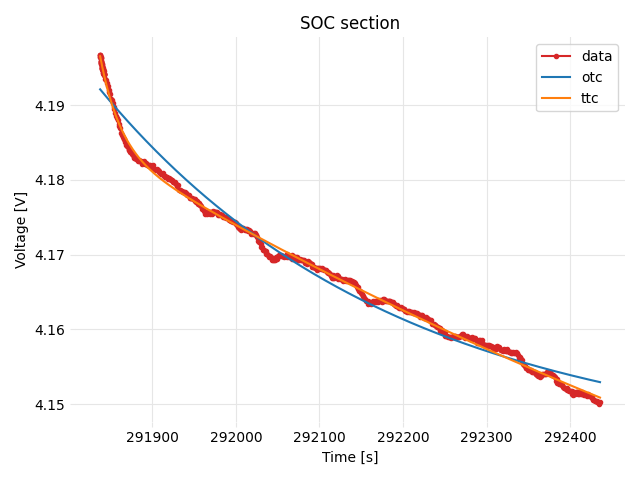 SOC section
data
otc
ttc
Voltage [V]
4.19
4.18
4.17
4.16
4.15
291900 292000 292100 292200 292300 292400
Time [s]